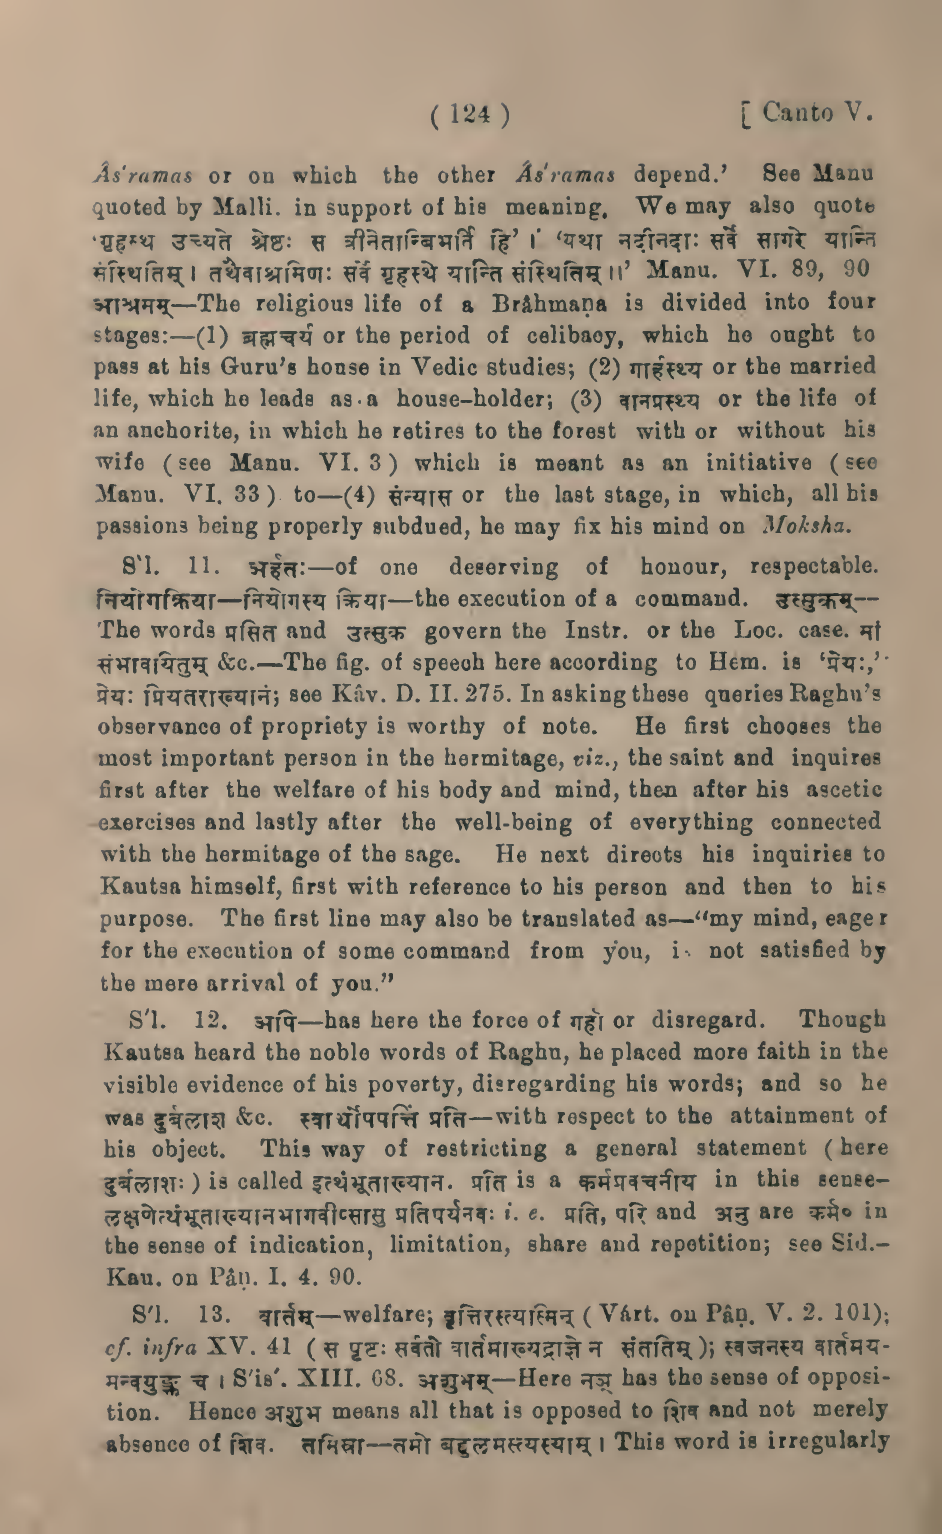 ( 124 ) [ Canto V.
Âs'ramas or on which the other Âs'ramas depend.' See Manu
quoted by Malli. in support of his meaning. We may also quote
'गृहस्थ उच्यते श्रेष्ठः स त्रीनेतान्बिभर्ति हि' । 'यथा नदीनदाः सर्वे सागरे यान्ति
संस्थितिम् । तथैवाश्रमिणः सर्वे गृहस्थे यान्ति संस्थितिम् ॥' Manu. VI. 89, 90
आश्रमम्—The religious life of a Brâhmaṇa is divided into four
stages:—(1) ब्रह्मचर्य or the period of celibacy, which he ought to
pass at his Guru's house in Vedic studies; (2) गार्हस्थ्य or the married
life, which he leads as a house-holder; (3) वानप्रस्थ्य or the life of
an anchorite, in which he retires to the forest with or without his
wife ( see Manu. VI. 3 ) which is meant as an initiative ( see
Manu. VI. 33 ) to—(4) संन्यास or the last stage, in which, all his
passions being properly subdued, he may fix his mind on Moksha.
S'l. 11. अर्हतः—of one deserving of honour, respectable.
नियोगक्रिया—नियोगस्य क्रिया—the execution of a command. उत्सुकम्—
The words प्रसित and उत्सुक govern the Instr. or the Loc. case. मां
संभावयितुम् &c.—The fig. of speech here according to Hem. is 'प्रेयः,'
प्रेयः प्रियतराख्यानं; see Kâv. D. II. 275. In asking these queries Raghu's
observance of propriety is worthy of note. He first chooses the
most important person in the hermitage, viz., the saint and inquires
first after the welfare of his body and mind, then after his ascetic
exercises and lastly after the well-being of everything connected
with the hermitage of the sage. He next directs his inquiries to
Kautsa himself, first with reference to his person and then to his
purpose. The first line may also be translated as—"my mind, eager
for the execution of some command from you, is not satisfied by
the mere arrival of you."
S'l. 12. अपि—has here the force of गर्हा or disregard. Though
Kautsa heard the noble words of Raghu, he placed more faith in the
visible evidence of his poverty, disregarding his words; and so he
was दुर्बलाश &c. स्वार्थोपपत्तिं प्रति—with respect to the attainment of
his object. This way of restricting a general statement ( here
दुर्बलाशः ) is called इत्थंभूताख्यान. प्रति is a कर्मप्रवचनीय in this sense-
लक्षणेत्थंभूताख्यानभागवीप्सासु प्रतिपर्यनवः i. e. प्रति, परि and अनु are कर्म० in
the sense of indication, limitation, share and repetition; see Sid.-
Kau. on Pâṇ. I. 4. 90.
S'l. 13. वार्तम्—welfare; वृत्तिरस्त्यास्मिन् ( Várt. on Pâṇ. V. 2. 101);
cf. infra XV. 41 ( स पृष्टः सर्वतो वार्तमाख्यद्राज्ञे न संततिम् ); स्वजनस्य वार्तमय-
मन्वयुङ्क्त च । S'is'. XIII. 68. अशुभम्—Here नञ् has the sense of opposi-
tion. Hence अशुभ means all that is opposed to शिव and not merely
absence of शिव. तमिस्रा—तमो बहुलमस्त्यस्याम् । This word is irregularly